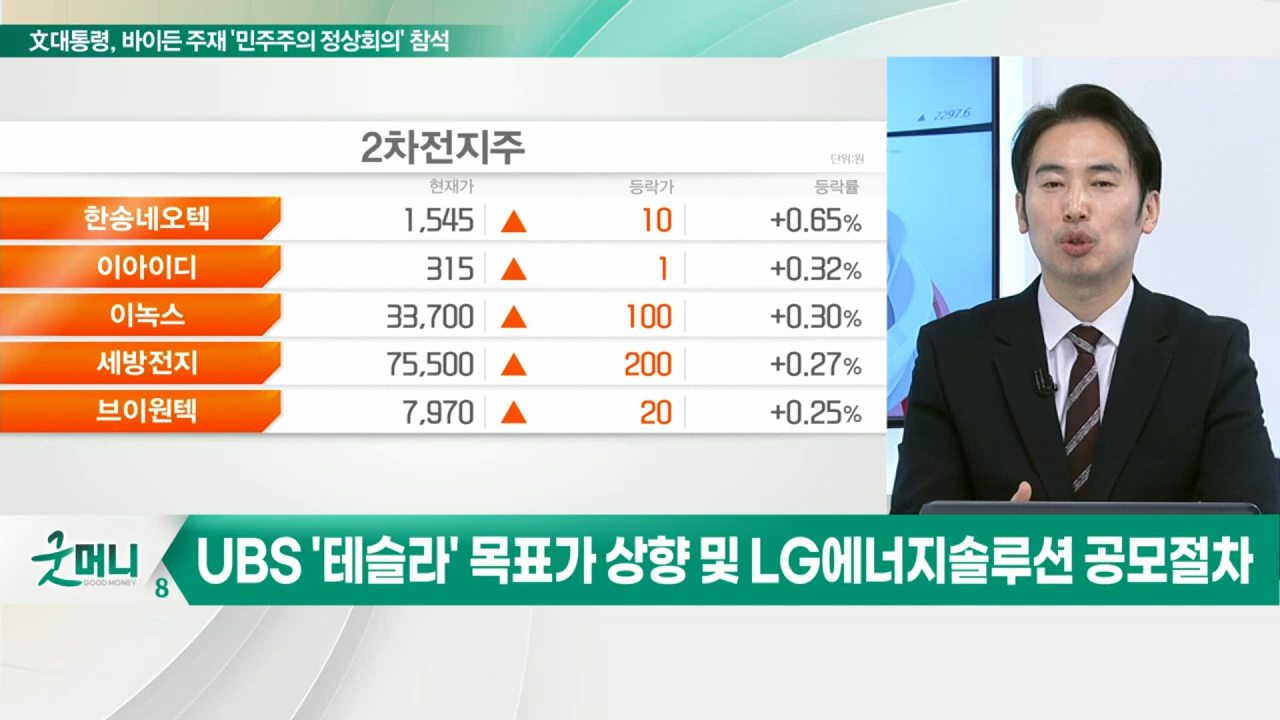 文대통령, 바이든 주재 '민주주의 정상회의' 참석
2차전지주
단위:원
현재가 등락가 등락률
한송네오텍 1,545 ▲ 10 +0.65%
이아이디 315 ▲ 1 +0.32%
이녹스 33,700 ▲ 100 +0.30%
세방전지 75,500 ▲ 200 +0.27%
브이원텍 7,970 ▲ 20 +0.25%
▲ 2297.6
굿머니
GOOD MONEY
8
UBS '테슬라' 목표가 상향 및 LG에너지솔루션 공모절차